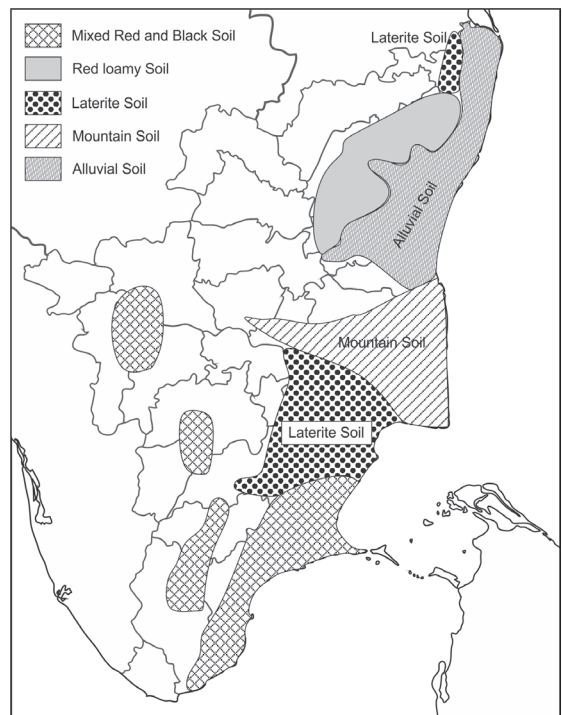 Mixed Red and Black Soil
Red loamy Soil
Laterite Soil
Mountain Soil
Alluvial Soil
Laterite Soil
Alluvial Soil
Mountain Soil
Laterite Soil